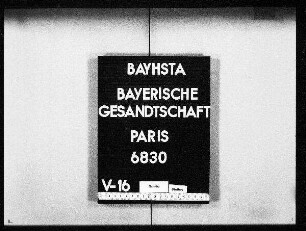 BAYHSTA
BAYERISCHE
GESANDTSCHAFT
PARIS
6830
V-16